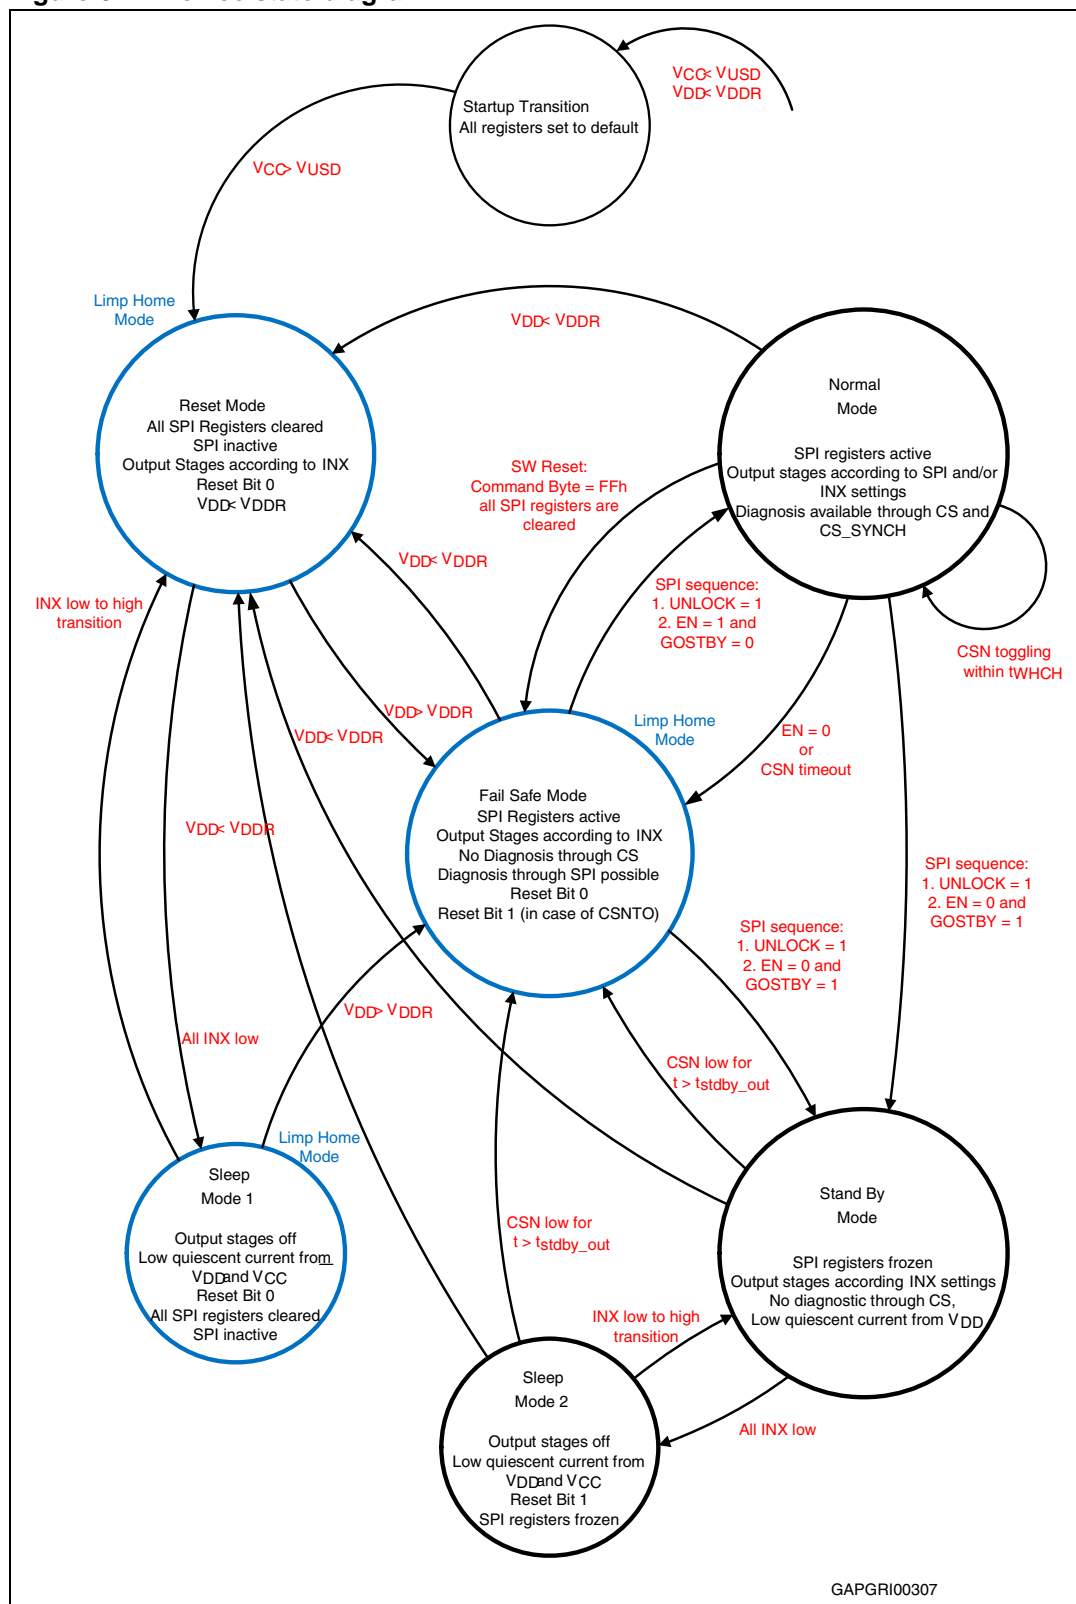 VCC< VUSD
VDD< VDDR
Startup Transition
All registers set to default
VCC> VUSD
Limp Home
Mode
VDD< VDDR
Reset Mode
All SPI Registers cleared
SPI inactive
Output Stages according to INX
Reset Bit 0
VDD< VDDR
Normal
Mode
SPI registers active
Output stages according to SPI and/or
INX settings
Diagnosis available through CS and
CS_SYNCH
SW Reset:
Command Byte = FFh
all SPI registers are
cleared
VDD< VDDR
INX low to high
transition
SPI sequence:
1. UNLOCK = 1
2. EN = 1 and
GOSTBY = 0
CSN toggling
within tWHCH
VDD> VDDR
VDD< VDDR
Limp Home
Mode
EN = 0
or
CSN timeout
Fail Safe Mode
SPI Registers active
Output Stages according to INX
No Diagnosis through CS
Diagnosis through SPI possible
Reset Bit 0
Reset Bit 1 (in case of CSNTO)
VDD< VDDR
SPI sequence:
1. UNLOCK = 1
2. EN = 0 and
GOSTBY = 1
SPI sequence:
1. UNLOCK = 1
2. EN = 0 and
GOSTBY = 1
VDD> VDDR
All INX low
CSN low for
t > tstdby_out
Limp Home
Mode
Sleep
Mode 1
Output stages off
Low quiescent current from
VDD and VCC
Reset Bit 0
All SPI registers cleared
SPI inactive
CSN low for
t > tstdby_out
Stand By
Mode
SPI registers frozen
Output stages according INX settings
No diagnostic through CS,
Low quiescent current from VDD
INX low to high
transition
All INX low
Sleep
Mode 2
Output stages off
Low quiescent current from
VDD and VCC
Reset Bit 1
SPI registers frozen
GAPGRI00307